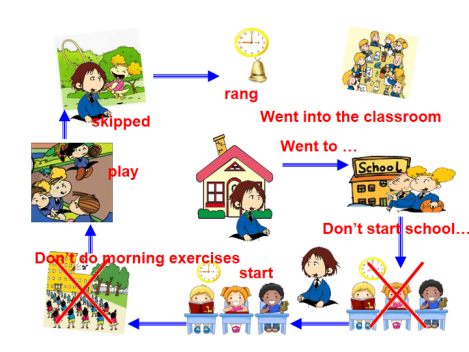 rang
Went into the classroom
skipped
Went to …
play
School
Don’t start school…
Don’t do morning exercises
start